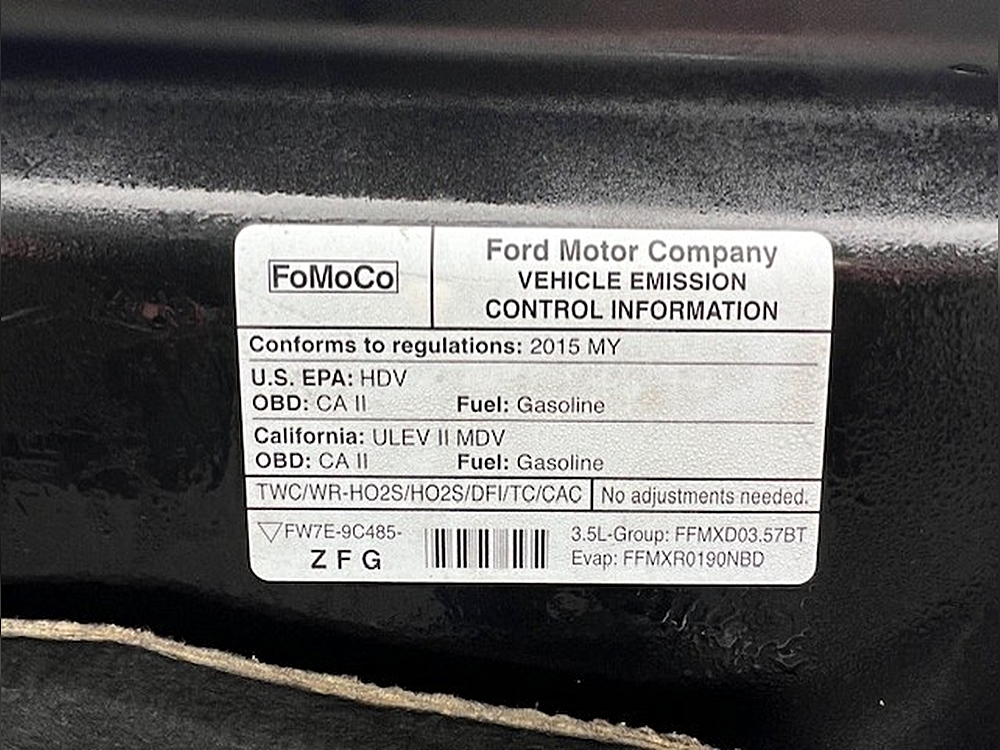 FoMoCo
Ford Motor Company
VEHICLE EMISSION
CONTROL INFORMATION
Conforms to regulations: 2015 MY
U.S. EPA: HDV
OBD: CA II Fuel: Gasoline
California: ULEV II MDV
OBD: CA II Fuel: Gasoline
TWC/WR-HO2S/HO2S/DFI/TC/CAC No adjustments needed.
FW7E-9C485-
Z F G
3.5L-Group: FFMXD03.57BT
Evap: FFMXR0190NBD